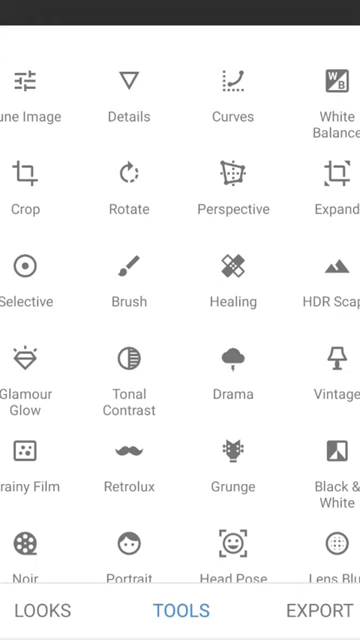 une Image Details Curves White
Balance
Crop Rotate Perspective Expand
Selective Brush Healing HDR Scap
Glamour Tonal Drama Vintage
Glow Contrast
rainy Film Retrolux Grunge Black &
White
Noir Portrait Head Pose Lens Blu
LOOKS TOOLS EXPORT